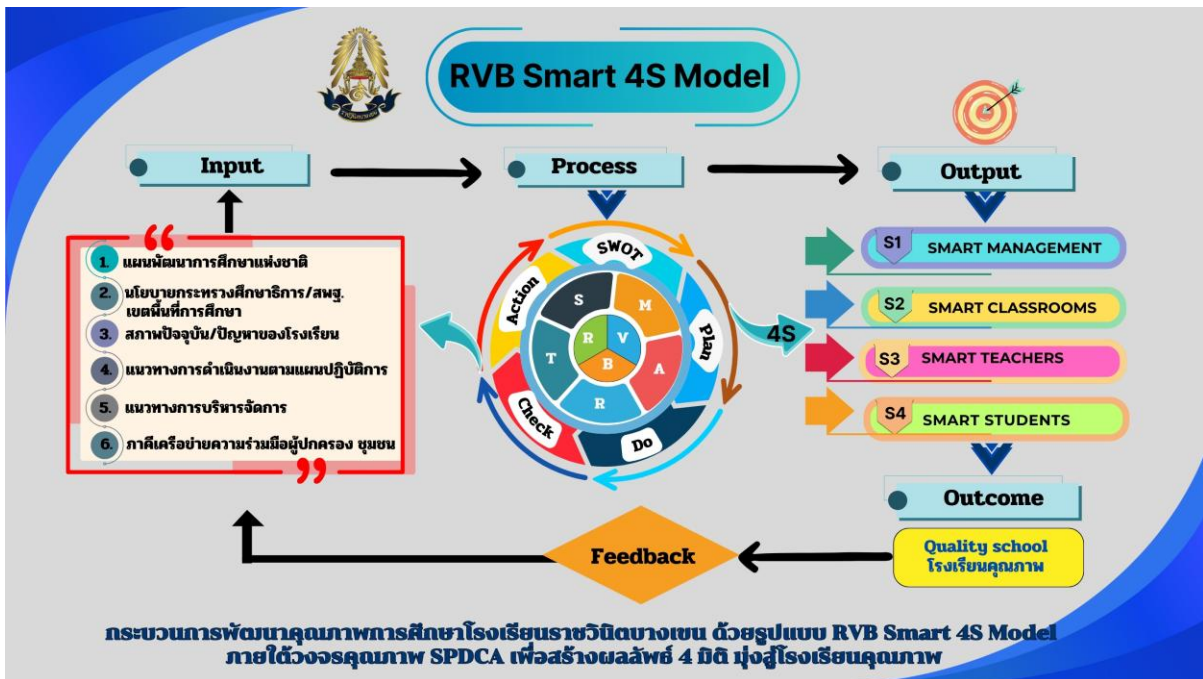 RVB Smart 4S Model
Input
Process
Output
1. แผนพัฒนาการศึกษาแห่งชาติ
2. นโยบายกระทรวงศึกษาธิการ/สพฐ.
เขตพื้นที่การศึกษา
3. สภาพปัจจุบัน/ปัญหาของโรงเรียน
4. แนวทางการดำเนินงานตามแผนปฏิบัติการ
5. แนวทางการบริหารจัดการ
6. ภาคีเครือข่ายความร่วมมือผู้ปกครอง ชุมชน
SWOT
Plan
Do
Check
Action
S
M
A
R
T
R
V
B
4S
S1 SMART MANAGEMENT
S2 SMART CLASSROOMS
S3 SMART TEACHERS
S4 SMART STUDENTS
Outcome
Quality school
โรงเรียนคุณภาพ
Feedback
กระบวนการพัฒนาคุณภาพการศึกษาโรงเรียนราชวินิตบางเขน ด้วยรูปแบบ RVB Smart 4S Model
ภายใต้วงจรคุณภาพ SPDCA เพื่อสร้างผลลัพธ์ 4 มิติ มุ่งสู่โรงเรียนคุณภาพ